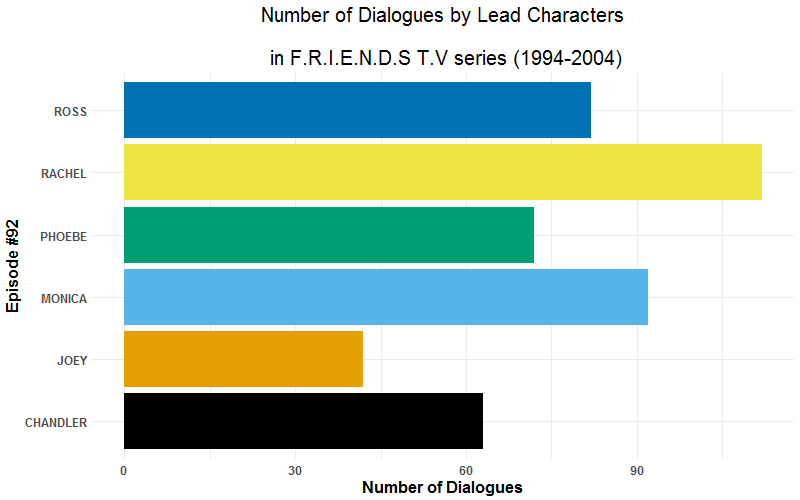 Number of Dialogues by Lead Characters
in F.R.I.E.N.D.S T.V series (1994-2004)
Episode #92
ROSS
RACHEL
PHOEBE
MONICA
JOEY
CHANDLER
0 30 60 90
Number of Dialogues